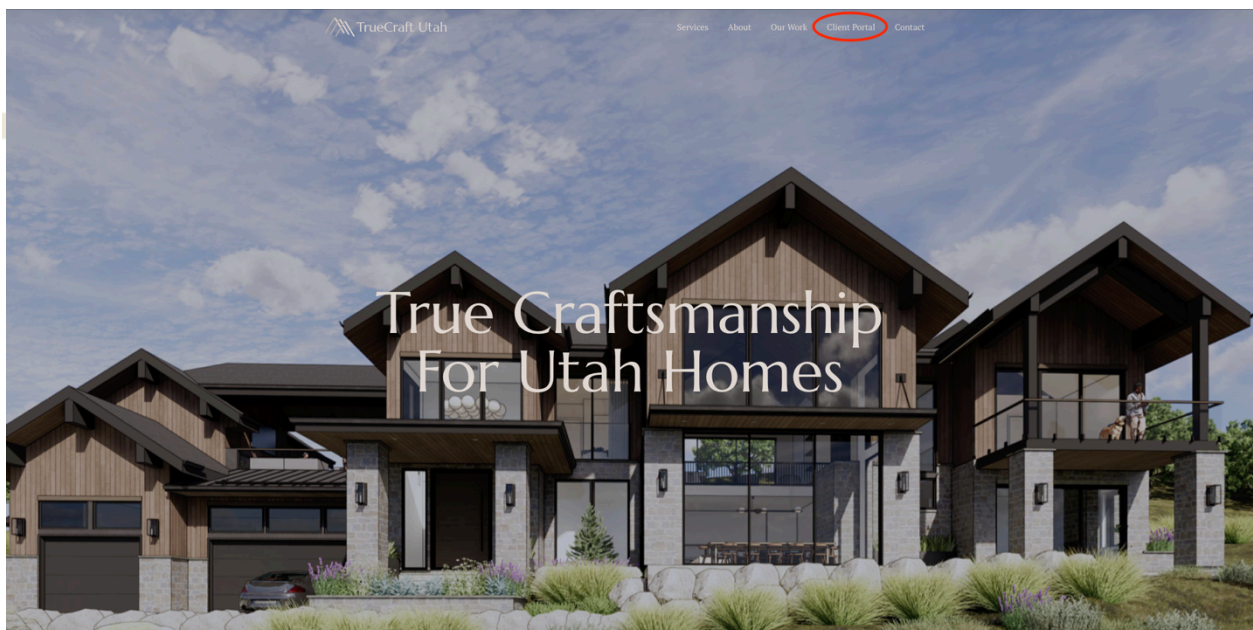 TrueCraft Utah
Services About Our Work Client Portal Contact
True Craftsmanship
For Utah Homes